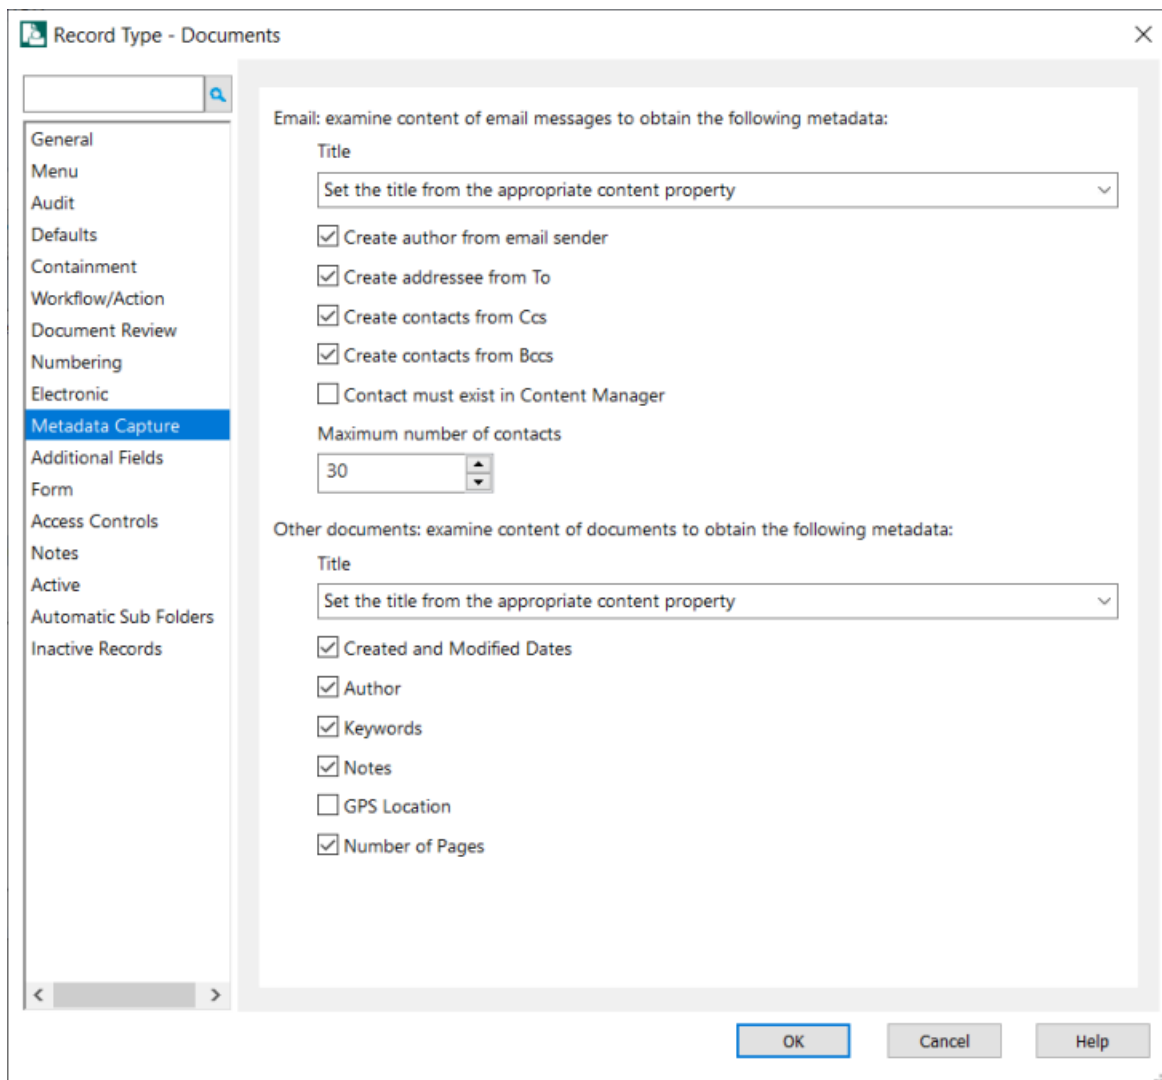 Record Type - Documents
General
Menu
Audit
Defaults
Containment
Workflow/Action
Document Review
Numbering
Electronic
Metadata Capture
Additional Fields
Form
Access Controls
Notes
Active
Automatic Sub Folders
Inactive Records
Email: examine content of email messages to obtain the following metadata:
Title
Set the title from the appropriate content property
Create author from email sender
Create addressee from To
Create contacts from Ccs
Create contacts from Bccs
Contact must exist in Content Manager
Maximum number of contacts
30
Other documents: examine content of documents to obtain the following metadata:
Title
Set the title from the appropriate content property
Created and Modified Dates
Author
Keywords
Notes
GPS Location
Number of Pages
OK
Cancel
Help